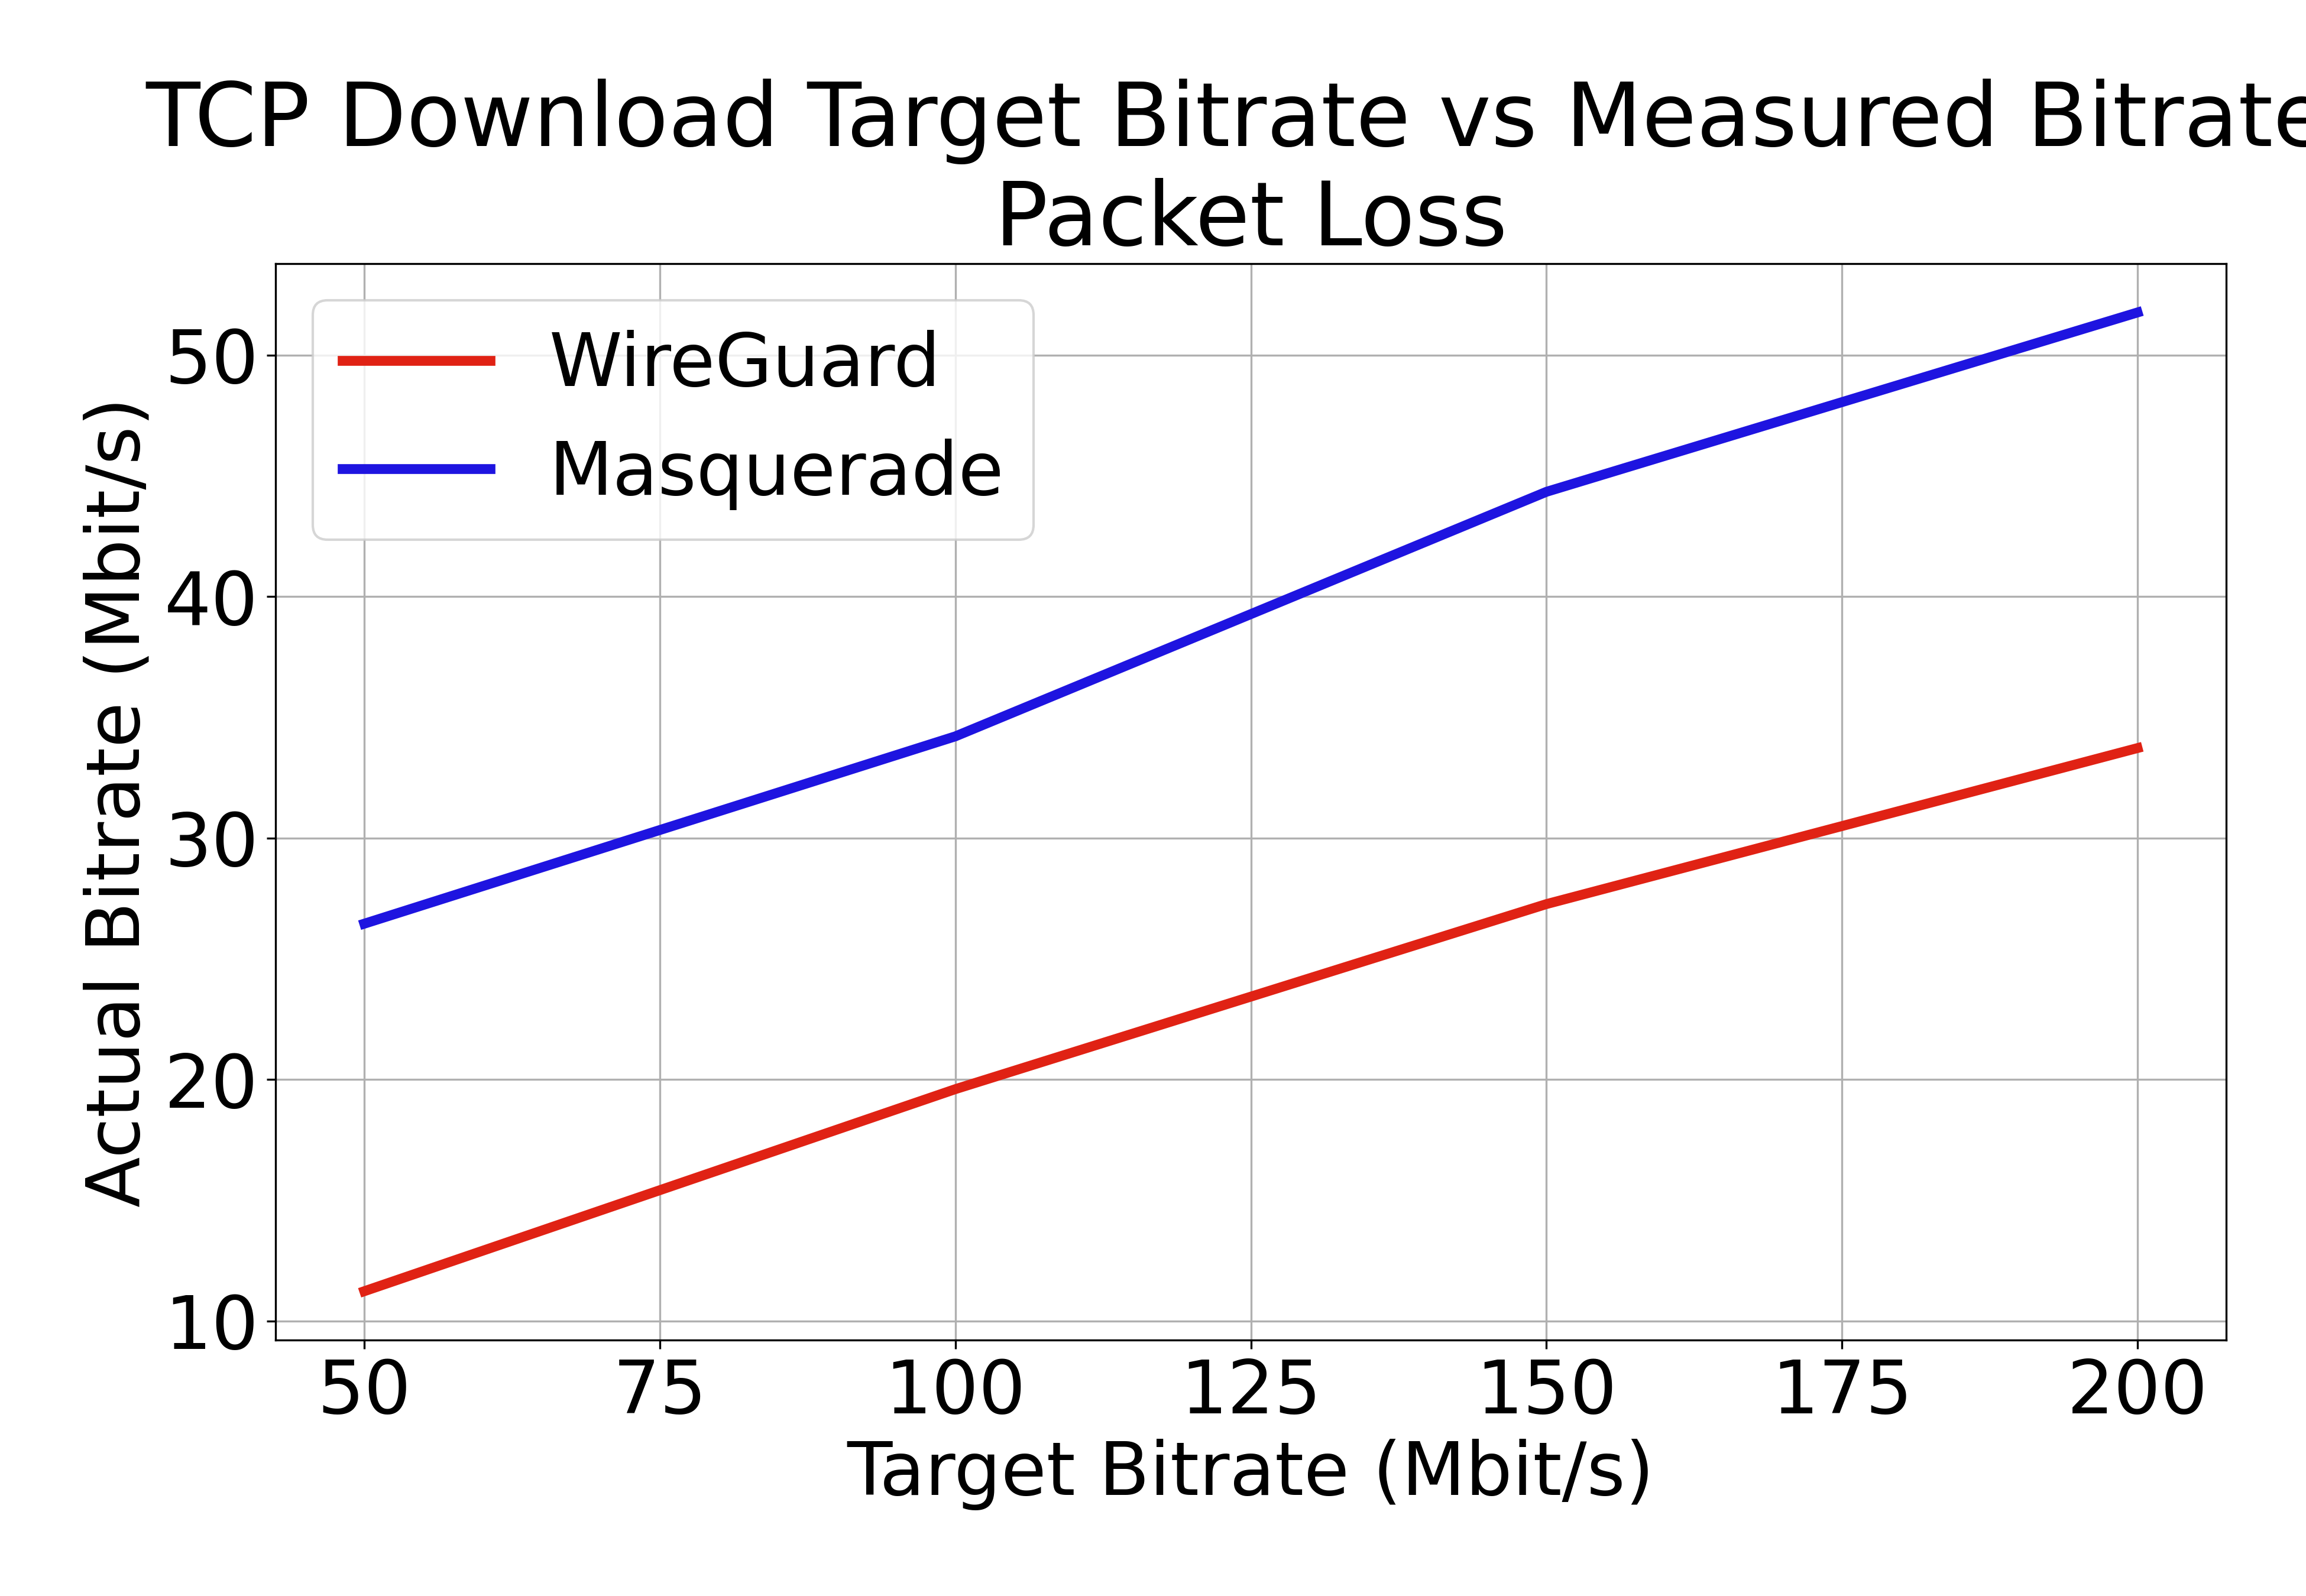 TCP Download Target Bitrate vs Measured Bitrate
Packet Loss
WireGuard
Masquerade
Actual Bitrate (Mbit/s)
50
40
30
20
10
50 75 100 125 150 175 200
Target Bitrate (Mbit/s)